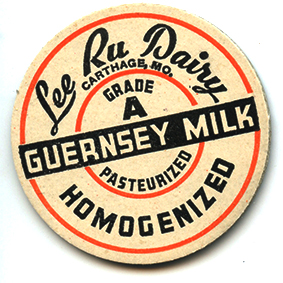 Lee Ru Dairy
CARTHAGE, MO.
GRADE
A
GUERNSEY MILK
PASTEURIZED
HOMOGENIZED